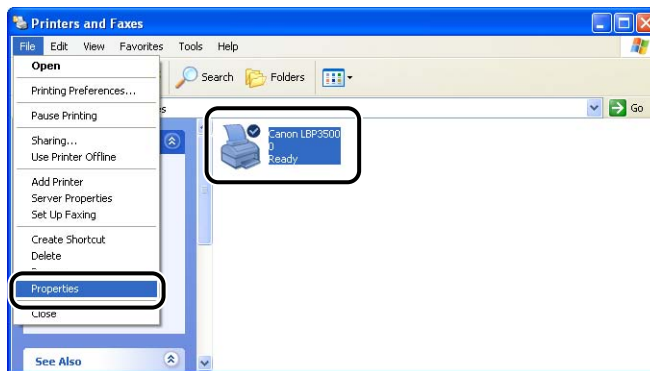 Printers and Faxes
File Edit View Favorites Tools Help
Search Folders
Go
Open
Printing Preferences...
Pause Printing
Sharing...
Use Printer Offline
Add Printer
Server Properties
Set Up Faxing
Create Shortcut
Delete
Properties
Close
See Also
Canon LBP3500
0
Ready